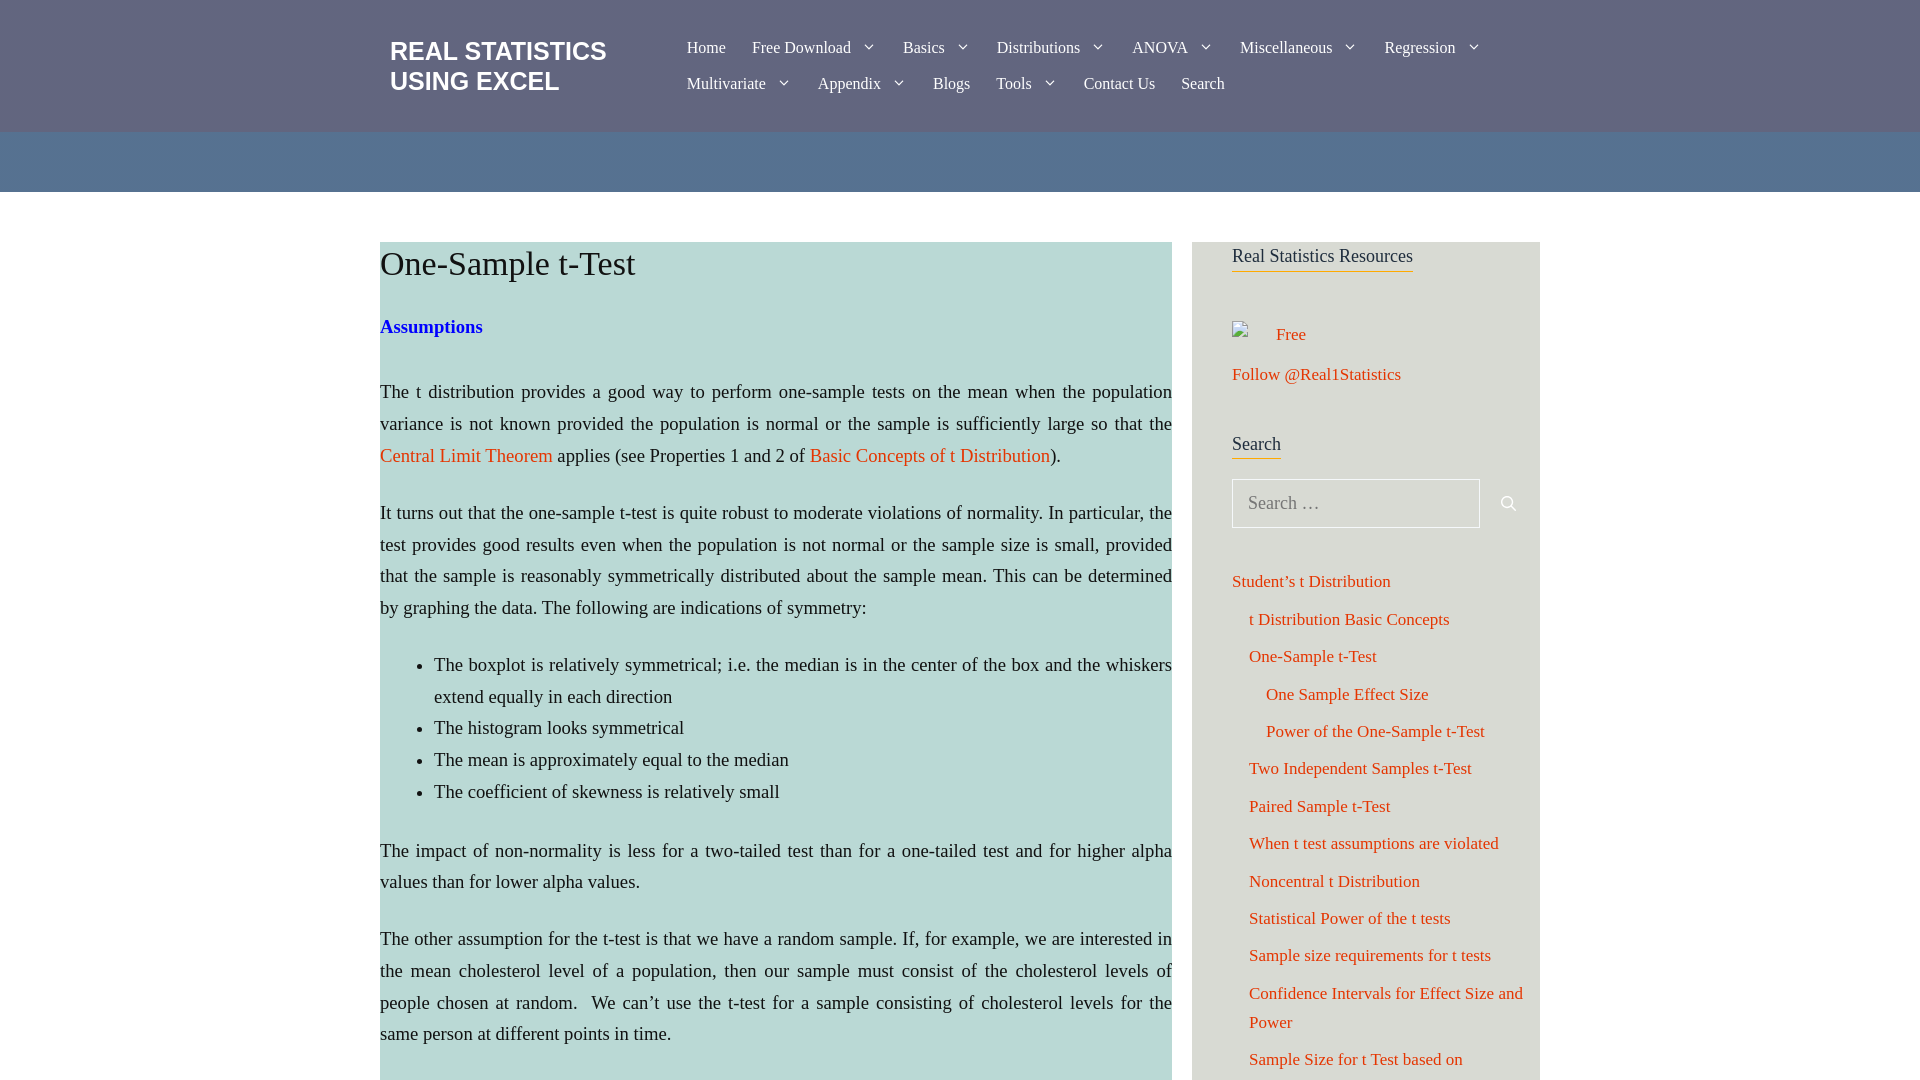 REAL STATISTICS
USING EXCEL
Home Free Download Basics Distributions ANOVA Miscellaneous Regression
Multivariate Appendix Blogs Tools Contact Us Search
One-Sample t-Test
Assumptions
The t distribution provides a good way to perform one-sample tests on the mean when the population
variance is not known provided the population is normal or the sample is sufficiently large so that the
Central Limit Theorem applies (see Properties 1 and 2 of Basic Concepts of t Distribution).
It turns out that the one-sample t-test is quite robust to moderate violations of normality. In particular, the
test provides good results even when the population is not normal or the sample size is small, provided
that the sample is reasonably symmetrically distributed about the sample mean. This can be determined
by graphing the data. The following are indications of symmetry:
• The boxplot is relatively symmetrical; i.e. the median is in the center of the box and the whiskers
extend equally in each direction
• The histogram looks symmetrical
• The mean is approximately equal to the median
• The coefficient of skewness is relatively small
The impact of non-normality is less for a two-tailed test than for a one-tailed test and for higher alpha
values than for lower alpha values.
The other assumption for the t-test is that we have a random sample. If, for example, we are interested in
the mean cholesterol level of a population, then our sample must consist of the cholesterol levels of
people chosen at random. We can’t use the t-test for a sample consisting of cholesterol levels for the
same person at different points in time.
Real Statistics Resources
Free
Follow @Real1Statistics
Search
Search …
Student’s t Distribution
t Distribution Basic Concepts
One-Sample t-Test
One Sample Effect Size
Power of the One-Sample t-Test
Two Independent Samples t-Test
Paired Sample t-Test
When t test assumptions are violated
Noncentral t Distribution
Statistical Power of the t tests
Sample size requirements for t tests
Confidence Intervals for Effect Size and
Power
Sample Size for t Test based on